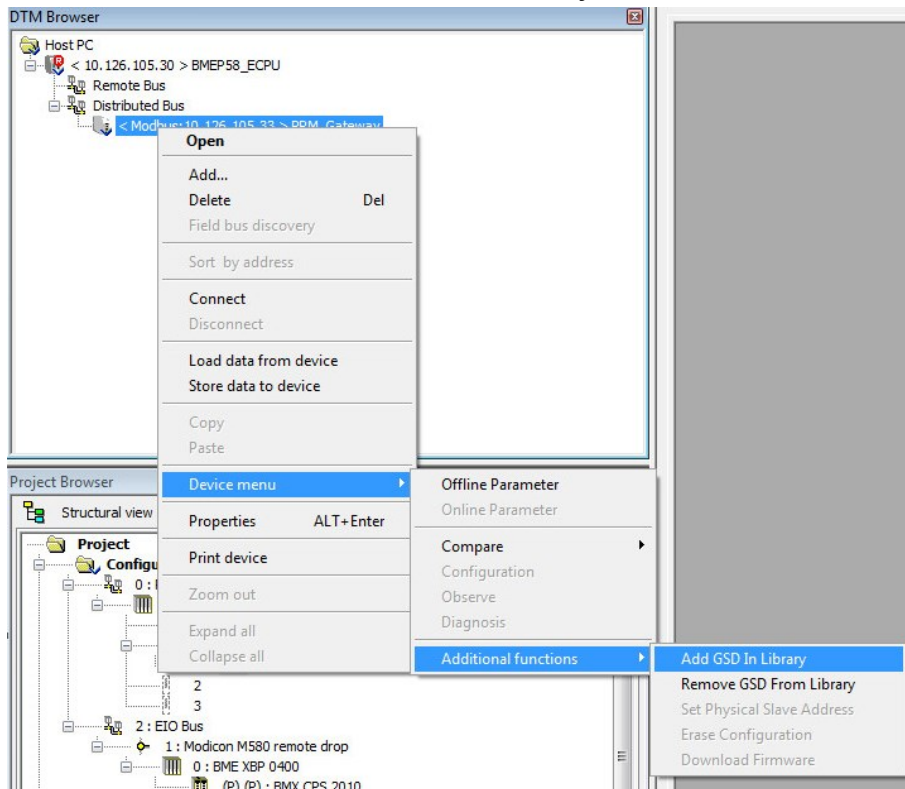 DTM Browser
Host PC
< 10.126.105.30 > BMEP58_ECPU
Remote Bus
Distributed Bus
< Modbus:10.126.105.33 > PRM_Gateway
Open
Add...
Delete Del
Field bus discovery
Sort by address
Connect
Disconnect
Load data from device
Store data to device
Copy
Paste
Device menu
Properties ALT+Enter
Print device
Zoom out
Expand all
Collapse all
Offline Parameter
Online Parameter
Compare
Configuration
Observe
Diagnosis
Additional functions
Add GSD In Library
Remove GSD From Library
Set Physical Slave Address
Erase Configuration
Download Firmware
Project Browser
Structural view
Project
Configu
0 :
2
3
2 : EIO Bus
1 : Modicon M580 remote drop
0 : BME XBP 0400
(P) (P) : BMX CPS 2010